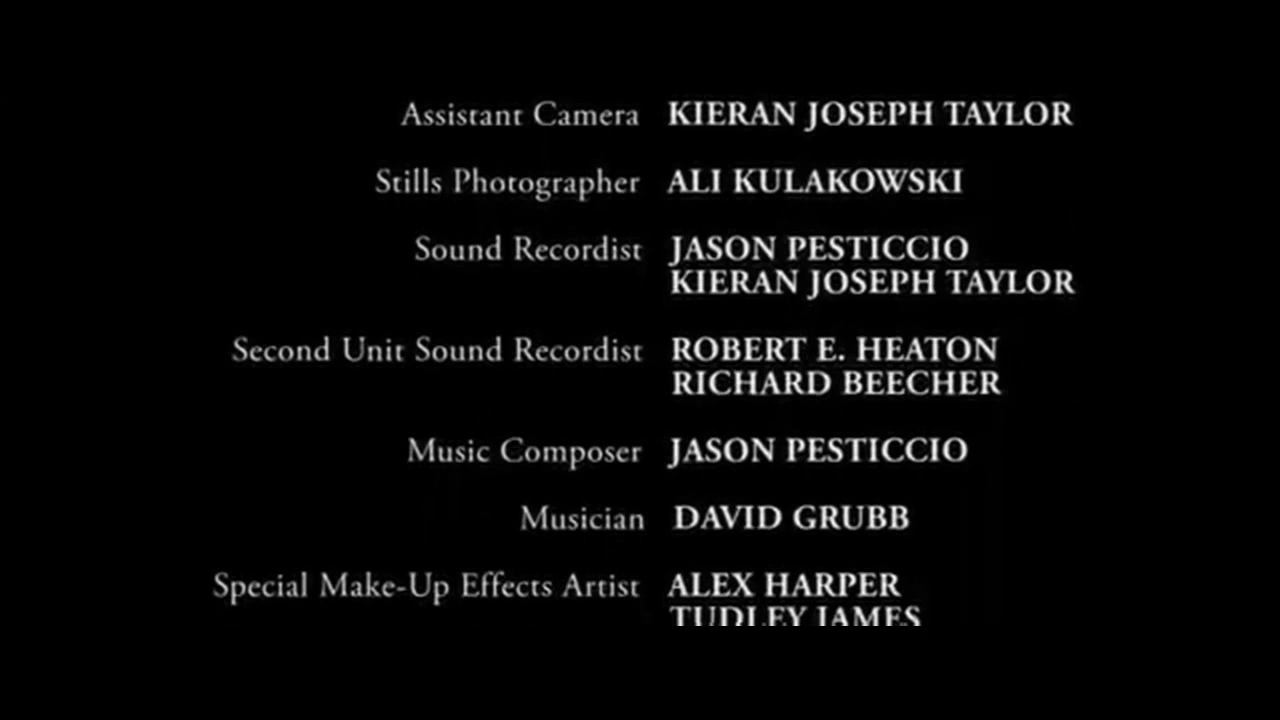 Assistant Camera KIERAN JOSEPH TAYLOR
Stills Photographer ALI KULAKOWSKI
Sound Recordist JASON PESTICCIO
KIERAN JOSEPH TAYLOR
Second Unit Sound Recordist ROBERT E. HEATON
RICHARD BEECHER
Music Composer JASON PESTICCIO
Musician DAVID GRUBB
Special Make-Up Effects Artist ALEX HARPER
TUDLEY JAMES